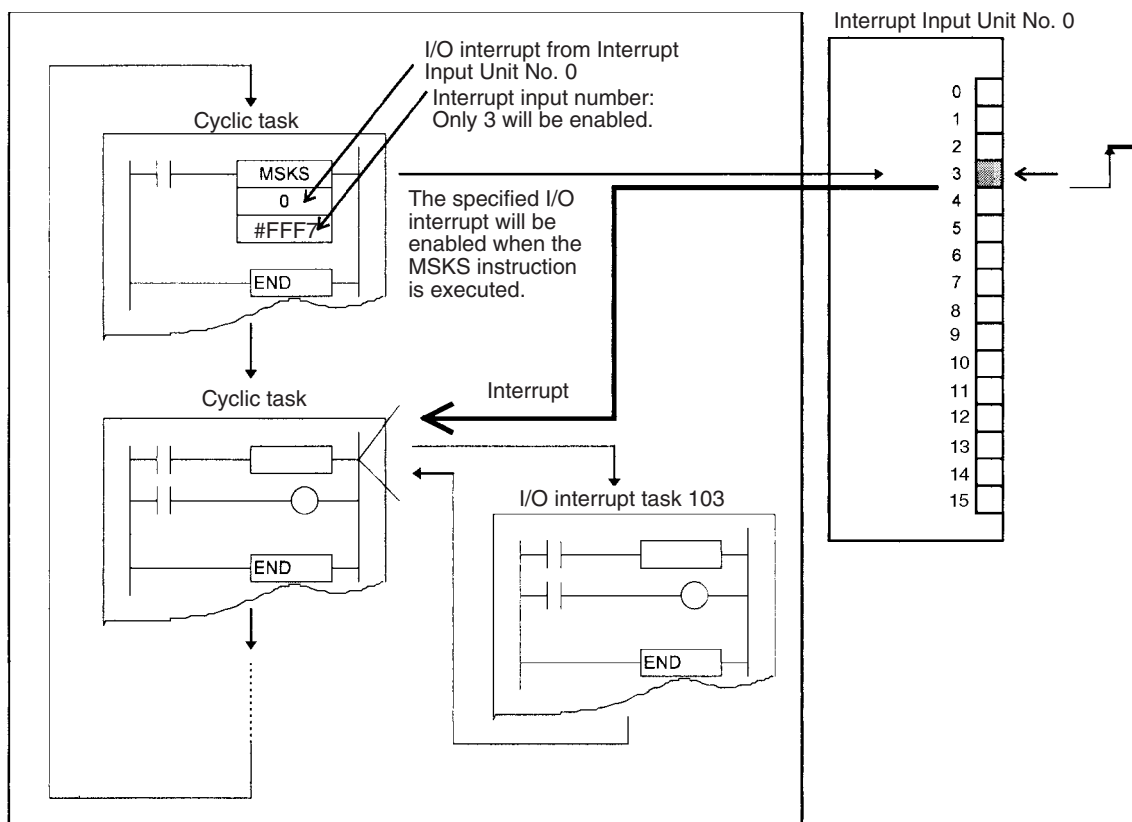 Interrupt Input Unit No. 0
I/O interrupt from Interrupt
Input Unit No. 0
Interrupt input number:
Only 3 will be enabled.
Cyclic task
MSKS
0
#FFF7
END
The specified I/O
interrupt will be
enabled when the
MSKS instruction
is executed.
0
1
2
3
4
5
6
7
8
9
10
11
12
13
14
15
Cyclic task
Interrupt
END
I/O interrupt task 103
END